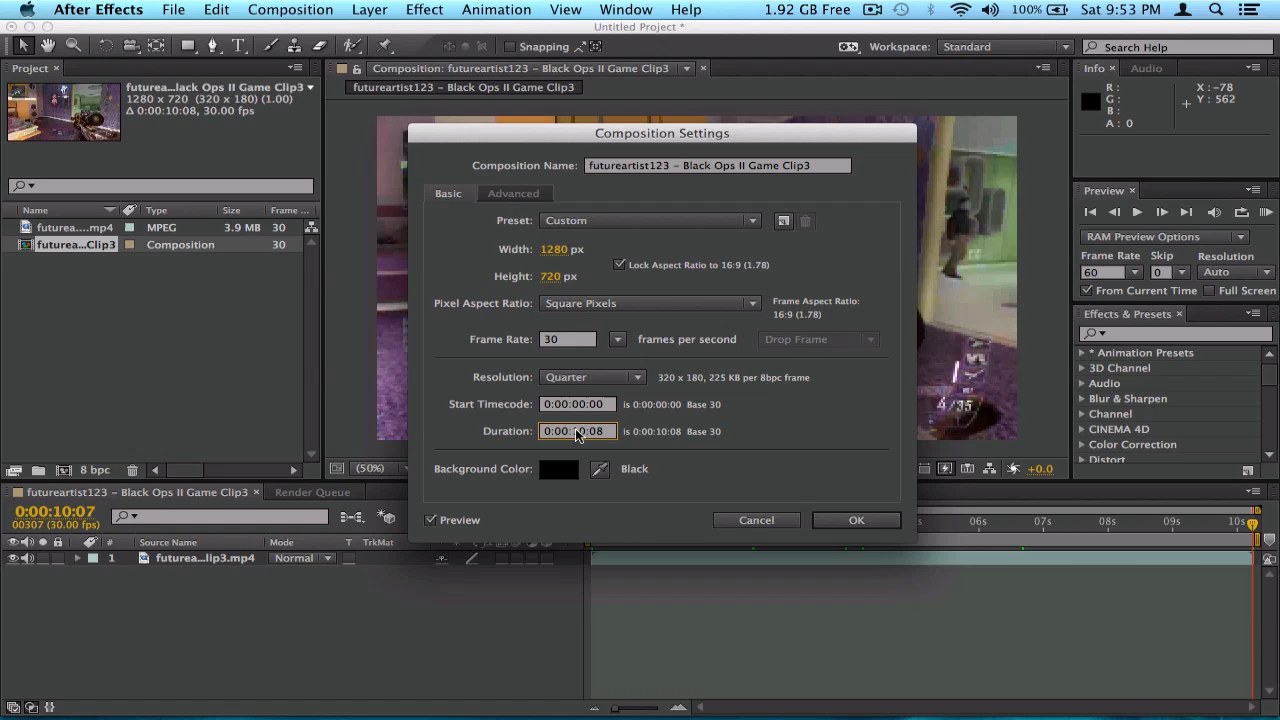 After Effects File Edit Composition Layer Effect Animation View Window Help 1.92 GB Free 100% Sat 9:53 PM
Untitled Project *
Snapping Workspace: Standard Search Help
Project Composition: futureartist123 – Black Ops II Game Clip3 Info Audio
futurea...lack Ops II Game Clip3
1280 x 720 (320 x 180) (1.00)
Δ 0:00:10:08, 30.00 fps
futureartist123 – Black Ops II Game Clip3
R : X : -78
G : Y : 562
B :
A : 0
Composition Settings
Composition Name: futureartist123 – Black Ops II Game Clip3
Basic Advanced
Preset: Custom
Width: 1280 px
Lock Aspect Ratio to 16:9 (1.78)
Height: 720 px
Pixel Aspect Ratio: Square Pixels Frame Aspect Ratio:
16:9 (1.78)
Frame Rate: 30 frames per second Drop Frame
Resolution: Quarter 320 x 180, 225 KB per 8bpc frame
Start Timecode: 0:00:00:00 is 0:00:00:00 Base 30
Duration: 0:00:10:08 is 0:00:10:08 Base 30
Background Color: Black
Preview Cancel OK
Name Type Size Frame ...
futurea....mp4 MPEG 3.9 MB 30
futurea...Clip3 Composition 30
8 bpc
(50%)
4/35
+0.0
Preview
RAM Preview Options
Frame Rate Skip Resolution
60 0 Auto
From Current Time Full Screen
Effects & Presets
* Animation Presets
3D Channel
Audio
Blur & Sharpen
Channel
CINEMA 4D
Color Correction
Distort
futureartist123 – Black Ops II Game Clip3 Render Queue
0:00:10:07
00307 (30.00 fps)
06s 07s 08s 09s 10s
# Source Name Mode T TrkMat
1 futurea...lip3.mp4 Normal